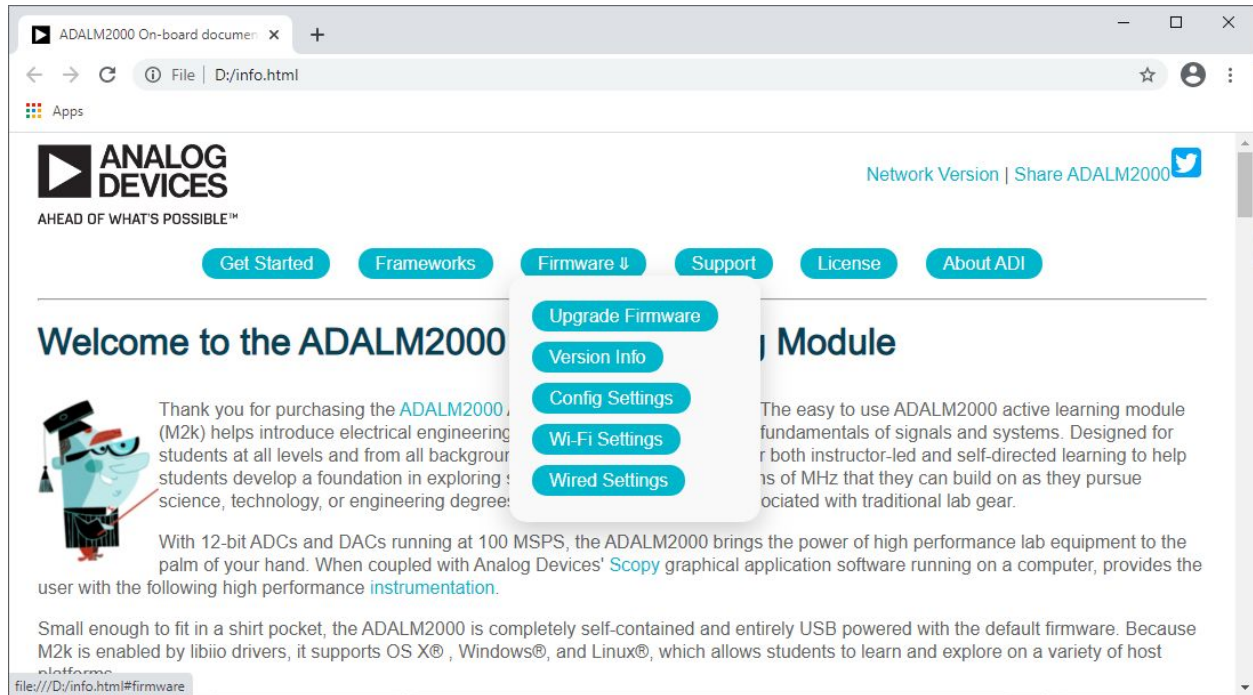 ADALM2000 On-board documen
File | D:/info.html
Apps
ANALOG
DEVICES
AHEAD OF WHAT'S POSSIBLE™
Network Version | Share ADALM2000
Get Started Frameworks Firmware ⇓ Support License About ADI
Upgrade Firmware
Version Info
Config Settings
Wi-Fi Settings
Wired Settings
Welcome to the ADALM2000 g Module
Thank you for purchasing the ADALM2000 The easy to use ADALM2000 active learning module
(M2k) helps introduce electrical engineering fundamentals of signals and systems. Designed for
students at all levels and from all backgrour both instructor-led and self-directed learning to help
students develop a foundation in exploring s ns of MHz that they can build on as they pursue
science, technology, or engineering degrees ociated with traditional lab gear.
With 12-bit ADCs and DACs running at 100 MSPS, the ADALM2000 brings the power of high performance lab equipment to the
palm of your hand. When coupled with Analog Devices' Scopy graphical application software running on a computer, provides the
user with the following high performance instrumentation.
Small enough to fit in a shirt pocket, the ADALM2000 is completely self-contained and entirely USB powered with the default firmware. Because
M2k is enabled by libiio drivers, it supports OS X® , Windows®, and Linux®, which allows students to learn and explore on a variety of host
platforms
file:///D:/info.html#firmware